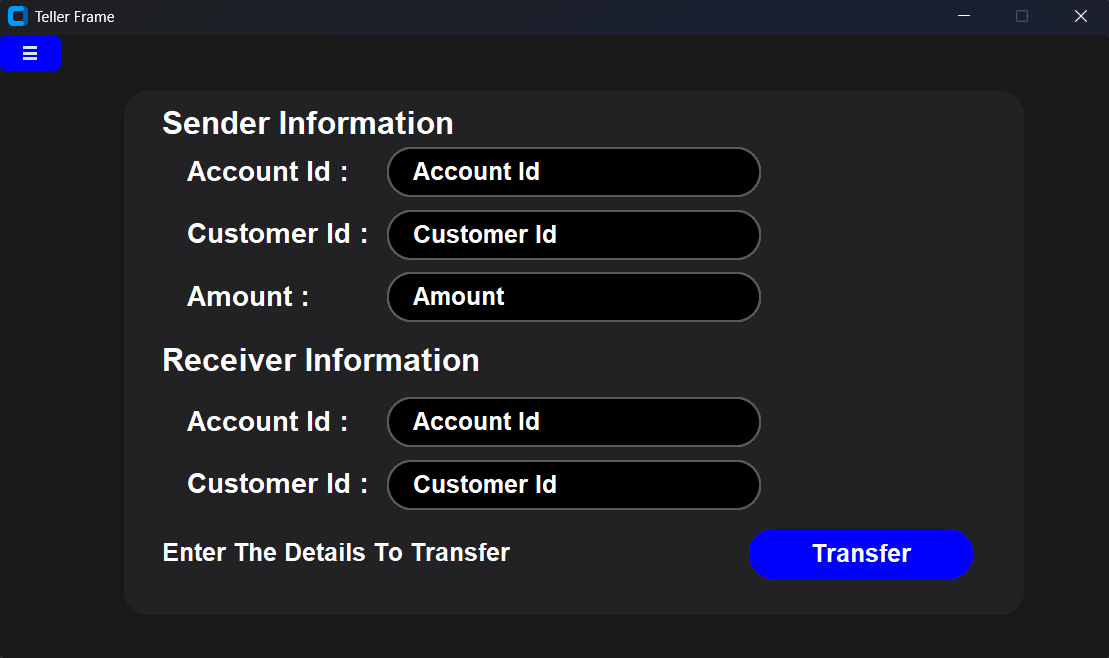 Teller Frame
Sender Information
Account Id : Account Id
Customer Id : Customer Id
Amount : Amount
Receiver Information
Account Id : Account Id
Customer Id : Customer Id
Enter The Details To Transfer Transfer